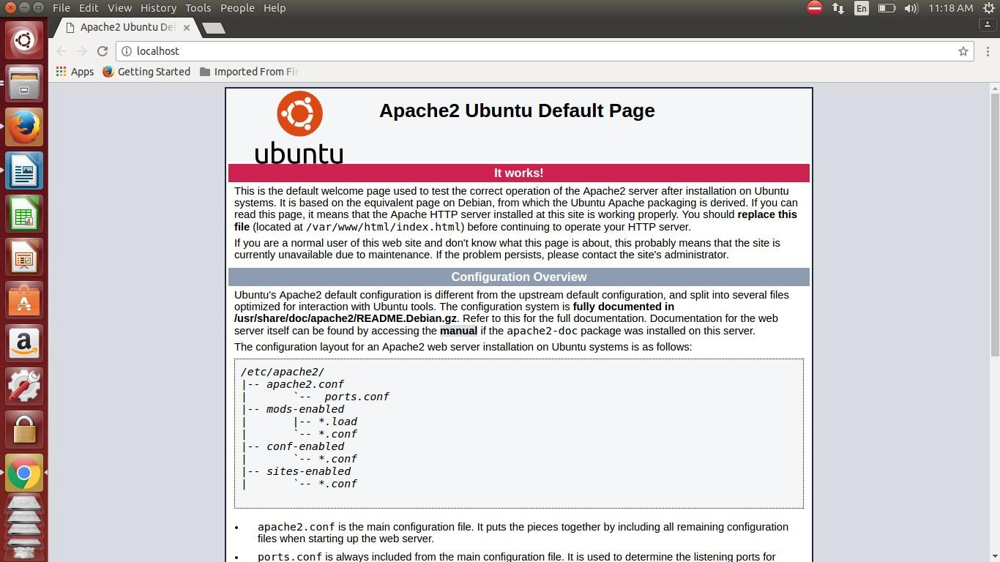 File Edit View History Tools People Help
En
11:18 AM
Apache2 Ubuntu Def
localhost
Apps Getting Started Imported From Fir
Apache2 Ubuntu Default Page
ubuntu
It works!
This is the default welcome page used to test the correct operation of the Apache2 server after installation on Ubuntu
systems. It is based on the equivalent page on Debian, from which the Ubuntu Apache packaging is derived. If you can
read this page, it means that the Apache HTTP server installed at this site is working properly. You should replace this
file (located at /var/www/html/index.html) before continuing to operate your HTTP server.
If you are a normal user of this web site and don't know what this page is about, this probably means that the site is
currently unavailable due to maintenance. If the problem persists, please contact the site's administrator.
Configuration Overview
Ubuntu's Apache2 default configuration is different from the upstream default configuration, and split into several files
optimized for interaction with Ubuntu tools. The configuration system is fully documented in
/usr/share/doc/apache2/README.Debian.gz. Refer to this for the full documentation. Documentation for the web
server itself can be found by accessing the manual if the apache2-doc package was installed on this server.
The configuration layout for an Apache2 web server installation on Ubuntu systems is as follows:
/etc/apache2/
|-- apache2.conf
|       `--  ports.conf
|-- mods-enabled
|       |-- *.load
|       `-- *.conf
|-- conf-enabled
|       `-- *.conf
|-- sites-enabled
|       `-- *.conf
• apache2.conf is the main configuration file. It puts the pieces together by including all remaining configuration
files when starting up the web server.
• ports.conf is always included from the main configuration file. It is used to determine the listening ports for